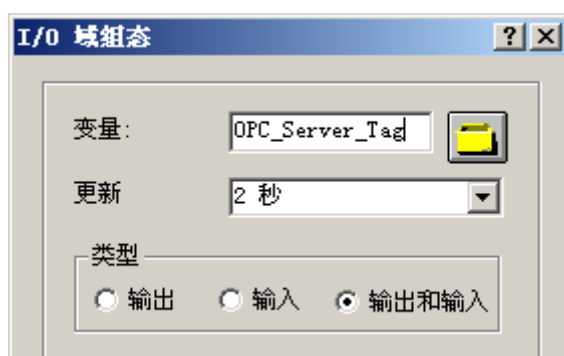 I/O 域组态
变量: OPC_Server_Tag
更新 2 秒
类型
输出 输入 输出和输入